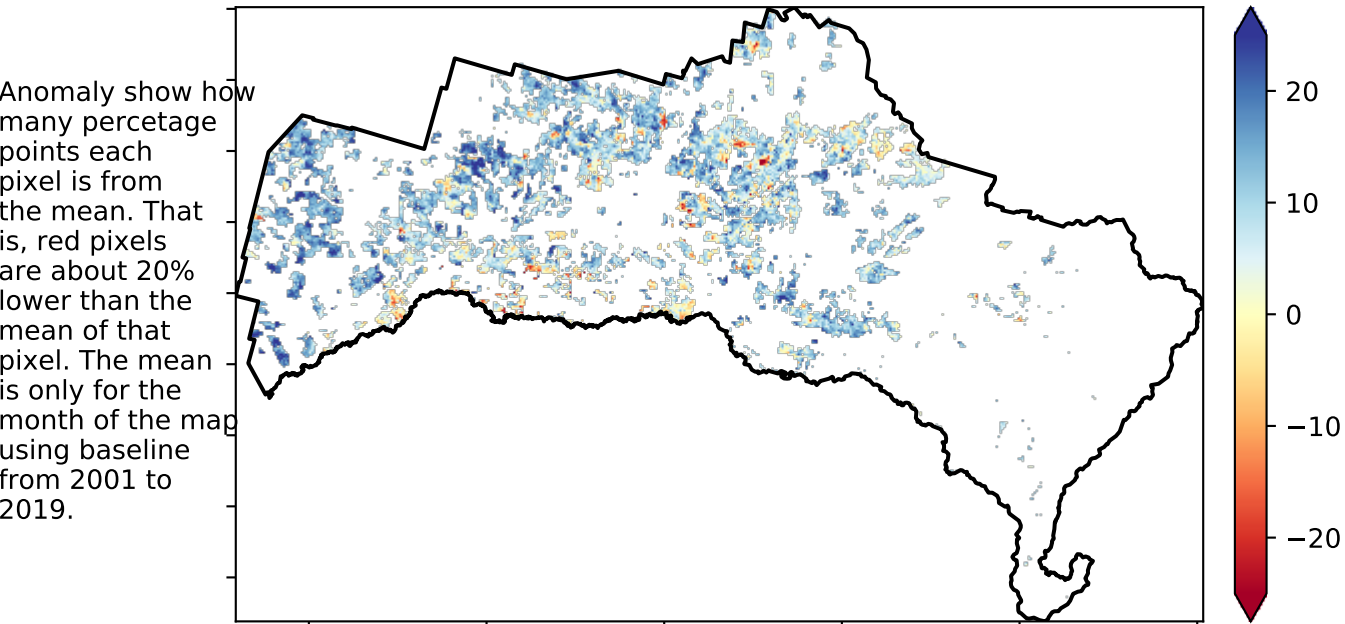 Anomaly show how
many percetage
points each
pixel is from
the mean. That
is, red pixels
are about 20%
lower than the
mean of that
pixel. The mean
is only for the
month of the map
using baseline
from 2001 to
2019.
20
10
0
−10
−20